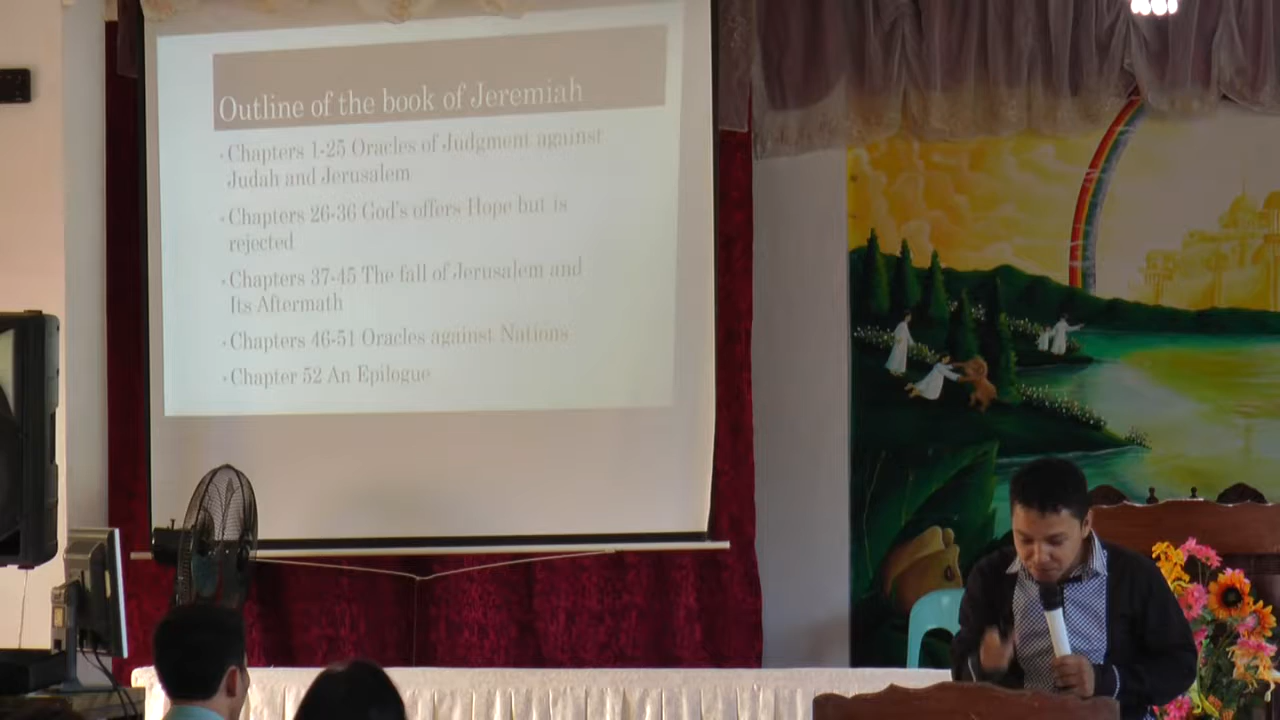 Outline of the book of Jeremiah
· Chapters 1-25 Oracles of Judgment against
Judah and Jerusalem
· Chapters 26-36 God's offers Hope but is
rejected
· Chapters 37-45 The fall of Jerusalem and
Its Aftermath
· Chapters 46-51 Oracles against Nations
· Chapter 52 An Epilogue